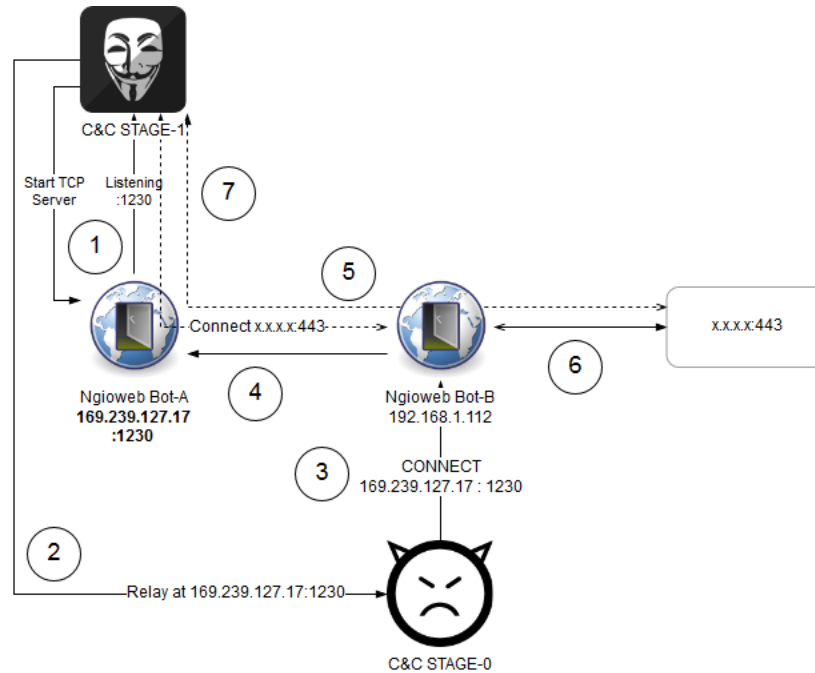 C&C STAGE-1
Start TCP
Server
Listening
:1230
7
1
5
Connect x.x.x.x:443
x.x.x.x:443
4
6
Ngioweb Bot-A
169.239.127.17
:1230
Ngioweb Bot-B
192.168.1.112
3
CONNECT
169.239.127.17 : 1230
2
Relay at 169.239.127.17:1230
C&C STAGE-0